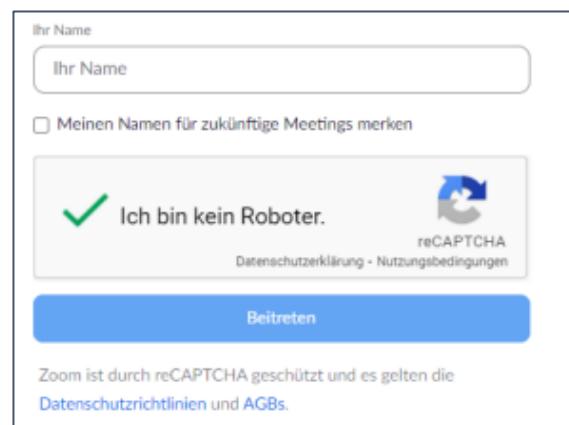 Ihr Name
Ihr Name
Meinen Namen für zukünftige Meetings merken
Ich bin kein Roboter.
reCAPTCHA
Datenschutzerklärung - Nutzungsbedingungen
Beitreten
Zoom ist durch reCAPTCHA geschützt und es gelten die
Datenschutzrichtlinien und AGBs.